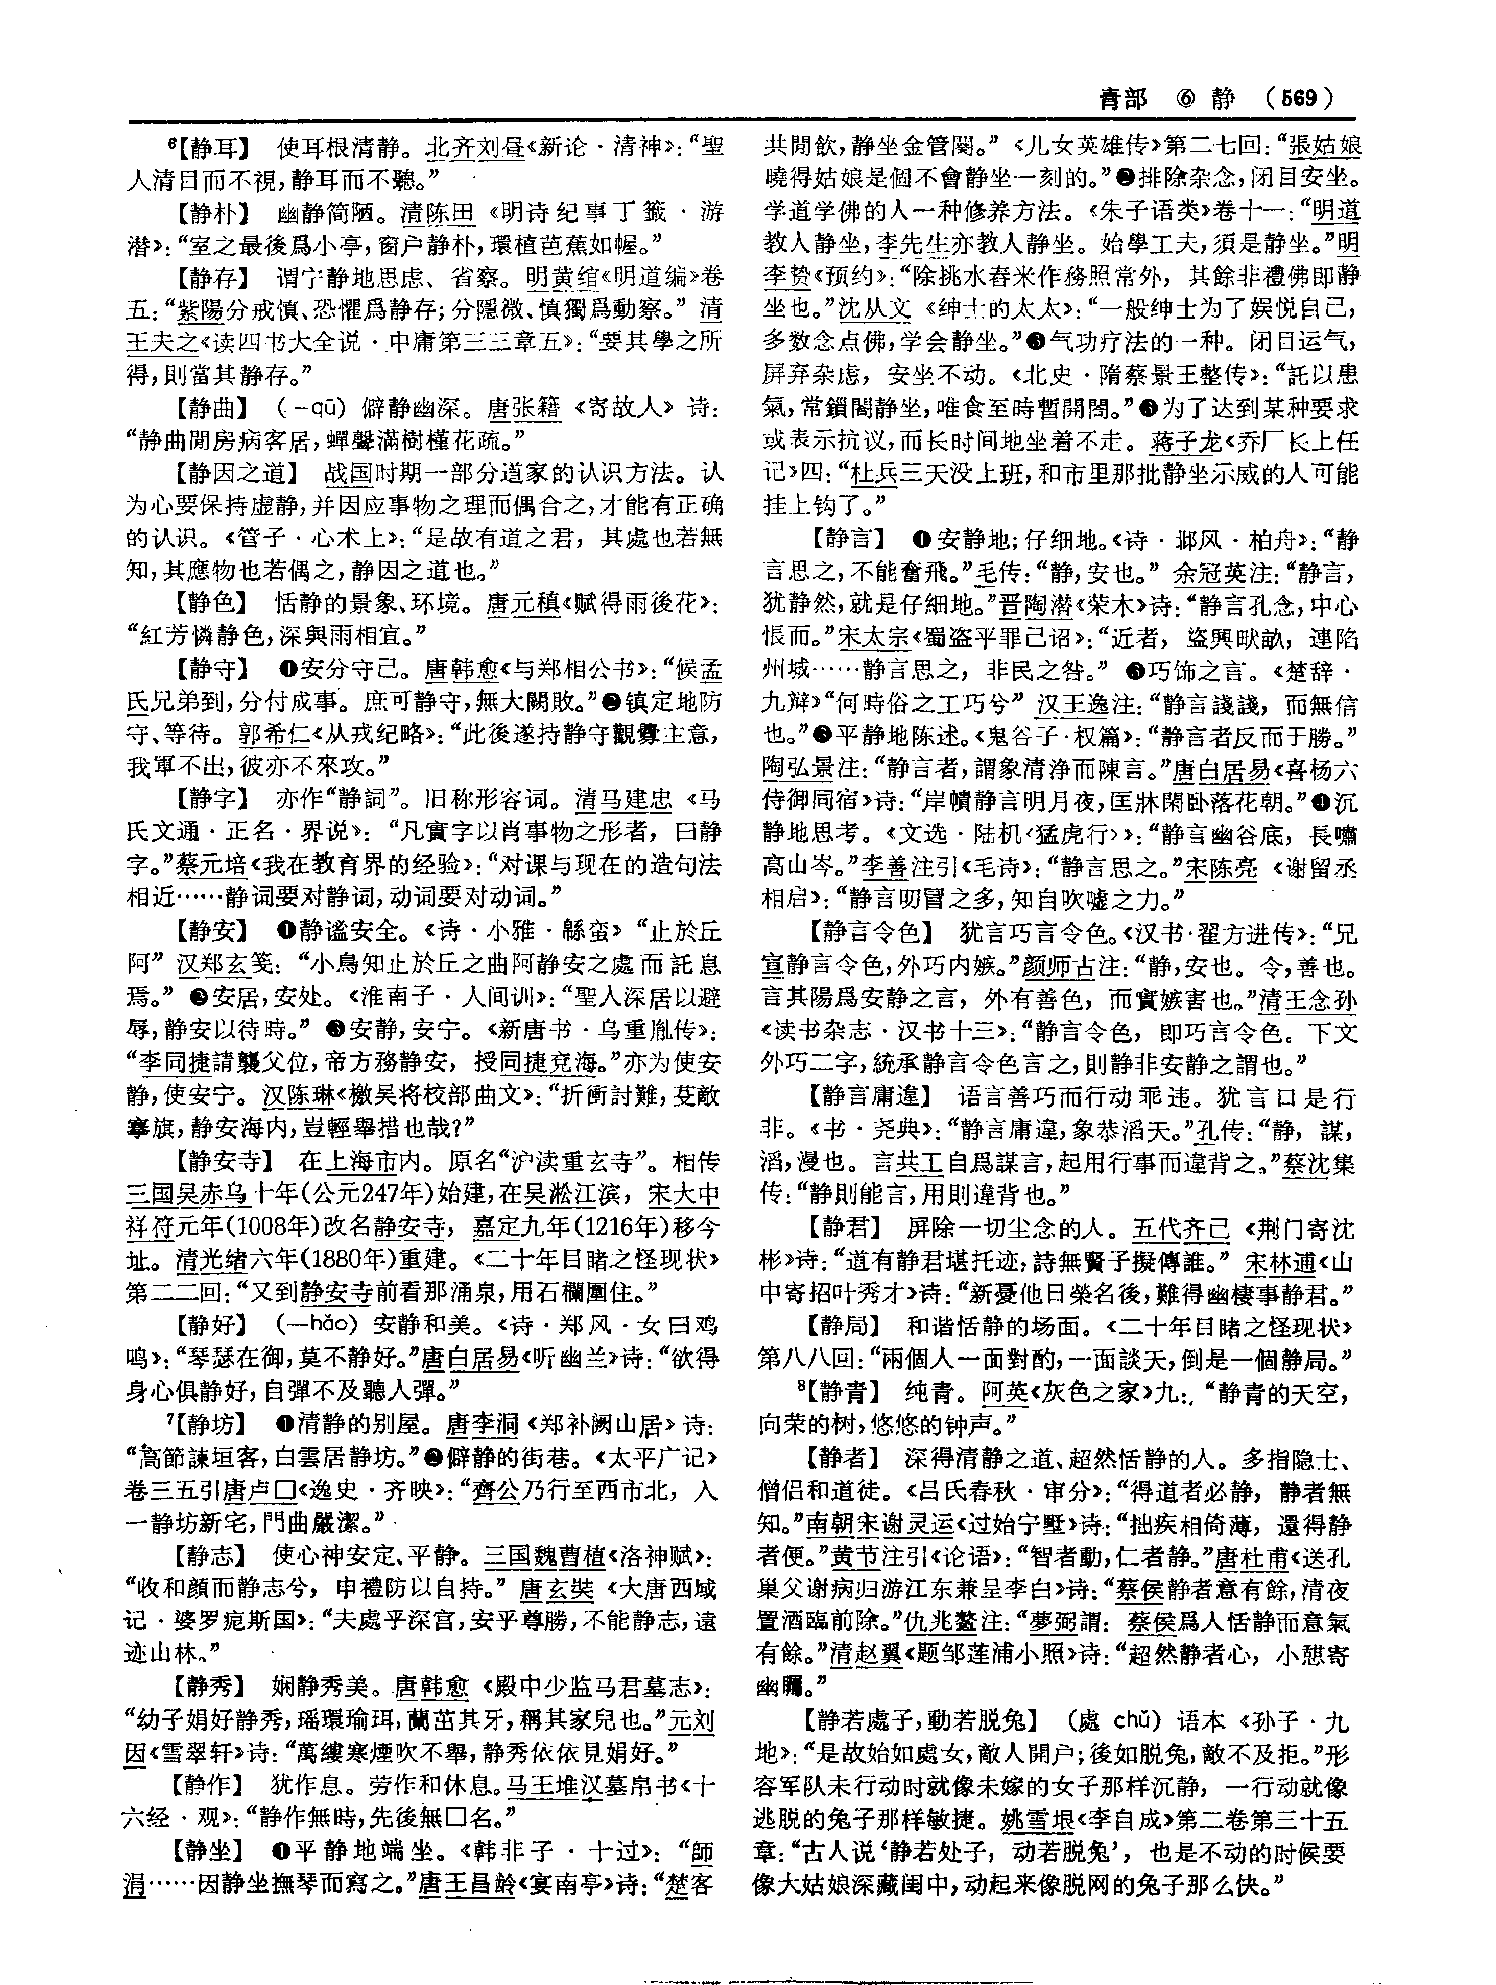 青部 ⑥ 静 （569）
⁶【静耳】 使耳根清静。北齐刘昼《新论·清神》：“聖
人清目而不視，静耳而不聽。”
【静朴】 幽静简陋。清陈田《明诗纪事丁籖·游
潜》：“室之最後爲小亭，窗户静朴，環植芭蕉如幄。”
【静存】 谓宁静地思虑、省察。明黄绾《明道编》卷
五：“紫陽分戒慎、恐懼爲静存；分隱微、慎獨爲動察。”清
王夫之《读四书大全说·中庸第三三章五》：“要其學之所
得，則當其静存。”
【静曲】 （-qū）僻静幽深。唐张籍《寄故人》诗：
“静曲閒房病客居，蟬聲滿樹槿花疏。”
【静因之道】 战国时期一部分道家的认识方法。认
为心要保持虚静，并因应事物之理而偶合之，才能有正确
的认识。《管子·心术上》：“是故有道之君，其處也若無
知，其應物也若偶之，静因之道也。”
【静色】 恬静的景象、环境。唐元稹《赋得雨後花》：
“紅芳憐静色，深與雨相宜。”
【静守】 ❶安分守己。唐韩愈《与郑相公书》：“候孟
氏兄弟到，分付成事。庶可静守，無大闕敗。”❷镇定地防
守、等待。郭希仁《从戎纪略》：“此後遂持静守觀釁主意，
我軍不出，彼亦不來攻。”
【静字】 亦作“静詞”。旧称形容词。清马建忠《马
氏文通·正名·界说》：“凡實字以肖事物之形者，曰静
字。”蔡元培《我在教育界的经验》：“对课与现在的造句法
相近……静词要对静词，动词要对动词。”
【静安】 ❶静谧安全。《诗·小雅·緜蛮》“止於丘
阿”汉郑玄笺：“小鳥知止於丘之曲阿静安之處而託息
焉。”❷安居，安处。《淮南子·人间训》：“聖人深居以避
辱，静安以待時。”❸安静，安宁。《新唐书·乌重胤传》：
“李同捷請襲父位，帝方務静安，授同捷兖海。”亦为使安
静，使安宁。汉陈琳《檄吴将校部曲文》：“折衝討難，芟敵
搴旗，静安海内，豈輕舉措也哉？”
【静安寺】 在上海市内。原名“沪渎重玄寺”。相传
三国吴赤乌十年（公元247年）始建，在吴淞江滨，宋大中
祥符元年（1008年）改名静安寺，嘉定九年（1216年）移今
址。清光绪六年（1880年）重建。《二十年目睹之怪现状》
第二二回：“又到静安寺前看那涌泉，用石欄圍住。”
【静好】 （—hǎo）安静和美。《诗·郑风·女曰鸡
鸣》：“琴瑟在御，莫不静好。”唐白居易《听幽兰》诗：“欲得
身心俱静好，自彈不及聽人彈。”
⁷【静坊】 ❶清静的别屋。唐李洞《郑补阙山居》诗：
“高節諫垣客，白雲居静坊。”❷僻静的街巷。《太平广记》
卷三五引唐卢□《逸史·齐映》：“齊公乃行至西市北，入
一静坊新宅，門曲嚴潔。”
【静志】 使心神安定、平静。三国魏曹植《洛神赋》：
“收和顔而静志兮，申禮防以自持。”唐玄奘《大唐西域
记·婆罗痆斯国》：“夫處乎深宫，安乎尊勝，不能静志，遠
迹山林。”
【静秀】 娴静秀美。唐韩愈《殿中少监马君墓志》：
“幼子娟好静秀，瑶環瑜珥，蘭茁其牙，稱其家兒也。”元刘
因《雪翠轩》诗：“萬縷寒煙吹不舉，静秀依依見娟好。”
【静作】 犹作息。劳作和休息。马王堆汉墓帛书《十
六经·观》：“静作無時，先後無□名。”
【静坐】 ❶平静地端坐。《韩非子·十过》：“師
涓……因静坐撫琴而寫之。”唐王昌龄《宴南亭》诗：“楚客
共閒飲，静坐金管闋。”《儿女英雄传》第二七回：“張姑娘
曉得姑娘是個不會静坐一刻的。”❷排除杂念，闭目安坐。
学道学佛的人一种修养方法。《朱子语类》卷十一：“明道
教人静坐，李先生亦教人静坐。始學工夫，須是静坐。”明
李贽《预约》：“除挑水舂米作務照常外，其餘非禮佛即静
坐也。”沈从文《绅士的太太》：“一般绅士为了娱悦自己，
多数念点佛，学会静坐。”❸气功疗法的一种。闭目运气，
屏弃杂虑，安坐不动。《北史·隋蔡景王整传》：“託以患
氣，常鎖閤静坐，唯食至時暫開閤。”❹为了达到某种要求
或表示抗议，而长时间地坐着不走。蒋子龙《乔厂长上任
记》四：“杜兵三天没上班，和市里那批静坐示威的人可能
挂上钩了。”
【静言】 ❶安静地；仔细地。《诗·邶风·柏舟》：“静
言思之，不能奮飛。”毛传：“静，安也。”余冠英注：“静言，
犹静然，就是仔細地。”晋陶潜《荣木》诗：“静言孔念，中心
悵而。”宋太宗《蜀盗平罪己诏》：“近者，盜興畎畝，連陷
州城……静言思之，非民之咎。”❷巧饰之言。《楚辞·
九辩》“何時俗之工巧兮”汉王逸注：“静言諓諓，而無信
也。”❸平静地陈述。《鬼谷子·权篇》：“静言者反而于勝。”
陶弘景注：“静言者，謂象清浄而陳言。”唐白居易《喜杨六
侍御同宿》诗：“岸幘静言明月夜，匡牀閑卧落花朝。”❹沉
静地思考。《文选·陆机〈猛虎行〉》：“静言幽谷底，長嘯
高山岑。”李善注引《毛诗》：“静言思之。”宋陈亮《谢留丞
相启》：“静言叨冒之多，知自吹嘘之力。”
【静言令色】 犹言巧言令色。《汉书·翟方进传》：“兄
宣静言令色，外巧内嫉。”颜师古注：“静，安也。令，善也。
言其陽爲安静之言，外有善色，而實嫉害也。”清王念孙
《读书杂志·汉书十三》：“静言令色，即巧言令色。下文
外巧二字，統承静言令色言之，則静非安静之謂也。”
【静言庸違】 语言善巧而行动乖违。犹言口是行
非。《书·尧典》：“静言庸違，象恭滔天。”孔传：“静，謀，
滔，漫也。言共工自爲謀言，起用行事而違背之。”蔡沈集
传：“静則能言，用則違背也。”
【静君】 屏除一切尘念的人。五代齐己《荆门寄沈
彬》诗：“道有静君堪托迹，詩無賢子擬傳誰。”宋林逋《山
中寄招叶秀才》诗：“新憂他日榮名後，難得幽棲事静君。”
【静局】 和谐恬静的场面。《二十年目睹之怪现状》
第八八回：“兩個人一面對酌，一面談天，倒是一個静局。”
⁸【静青】 纯青。阿英《灰色之家》九：“静青的天空，
向荣的树，悠悠的钟声。”
【静者】 深得清静之道、超然恬静的人。多指隐士、
僧侣和道徒。《吕氏春秋·审分》：“得道者必静，静者無
知。”南朝宋谢灵运《过始宁墅》诗：“拙疾相倚薄，還得静
者便。”黄节注引《论语》：“智者動，仁者静。”唐杜甫《送孔
巢父谢病归游江东兼呈李白》诗：“蔡侯静者意有餘，清夜
置酒臨前除。”仇兆鳌注：“夢弼謂：蔡侯爲人恬静而意氣
有餘。”清赵翼《题邹莲浦小照》诗：“超然静者心，小憇寄
幽矚。”
【静若處子，動若脱兔】 （處 chǔ）语本《孙子·九
地》：“是故始如處女，敵人開户；後如脱兔，敵不及拒。”形
容军队未行动时就像未嫁的女子那样沉静，一行动就像
逃脱的兔子那样敏捷。姚雪垠《李自成》第二卷第三十五
章：“古人说‘静若处子，动若脱兔’，也是不动的时候要
像大姑娘深藏闺中，动起来像脱网的兔子那么快。”